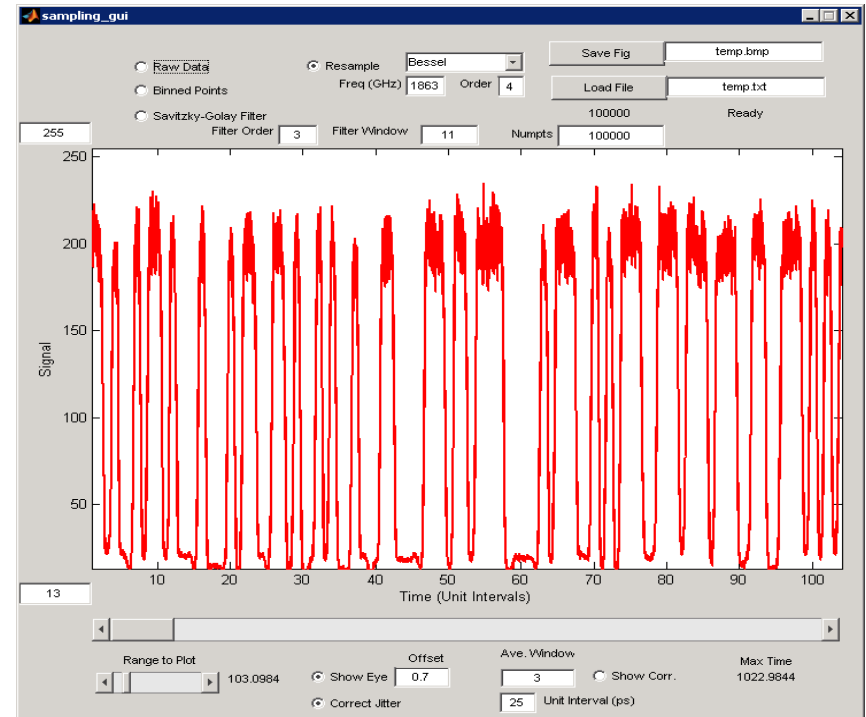 sampling_gui
Raw Data
Resample
Bessel
Save Fig
temp.bmp
Binned Points
Freq (GHz)
1863
Order
4
Load File
temp.txt
Savitzky-Golay Filter
100000
Ready
255
Filter Order
3
Filter Window
11
Numpts
100000
250
200
150
100
50
Signal
10 20 30 40 50 60 70 80 90 100
Time (Unit Intervals)
13
Range to Plot
103.0984
Show Eye
Offset
0.7
Correct Jitter
Ave. Window
3
Show Corr.
25
Unit Interval (ps)
Max Time
1022.9844